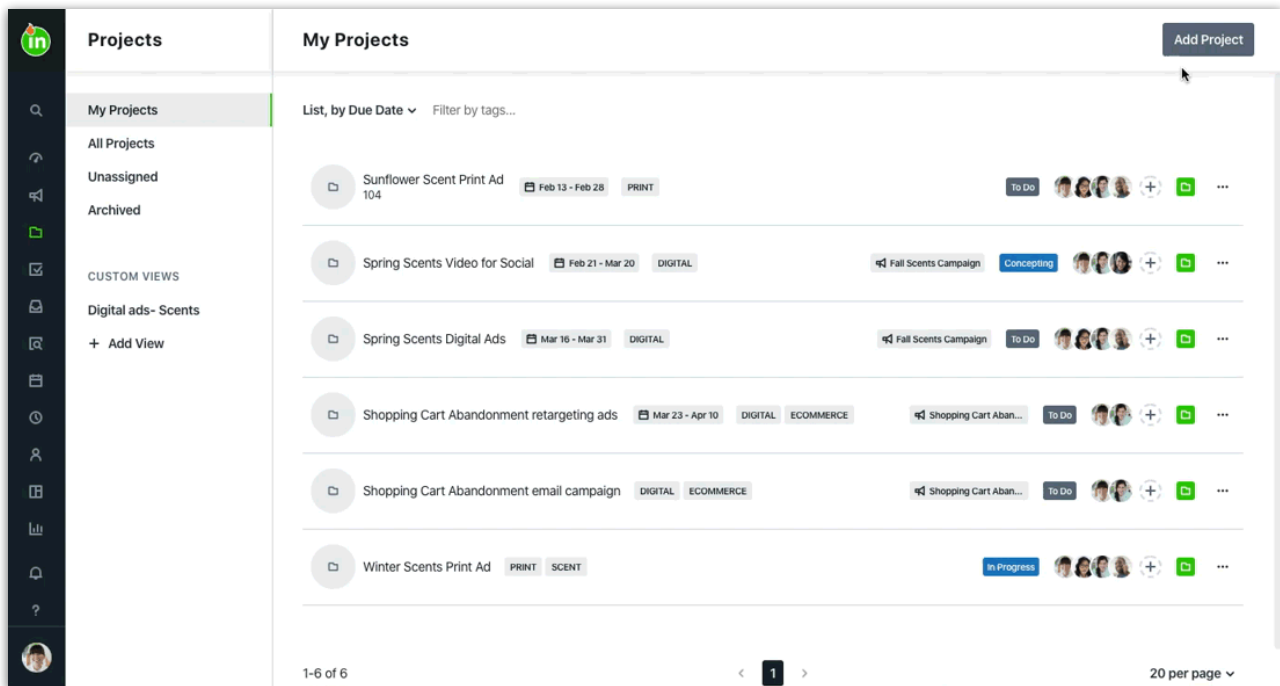 in
Projects
My Projects
Add Project
My Projects
All Projects
Unassigned
Archived
CUSTOM VIEWS
Digital ads- Scents
+ Add View
List, by Due Date
Filter by tags...
Sunflower Scent Print Ad
104
Feb 13 - Feb 28
PRINT
To Do
Spring Scents Video for Social
Feb 21 - Mar 20
DIGITAL
Fall Scents Campaign
Concepting
Spring Scents Digital Ads
Mar 16 - Mar 31
DIGITAL
Fall Scents Campaign
To Do
Shopping Cart Abandonment retargeting ads
Mar 23 - Apr 10
DIGITAL
ECOMMERCE
Shopping Cart Aban...
To Do
Shopping Cart Abandonment email campaign
DIGITAL
ECOMMERCE
Shopping Cart Aban...
To Do
Winter Scents Print Ad
PRINT
SCENT
In Progress
1-6 of 6
1
20 per page